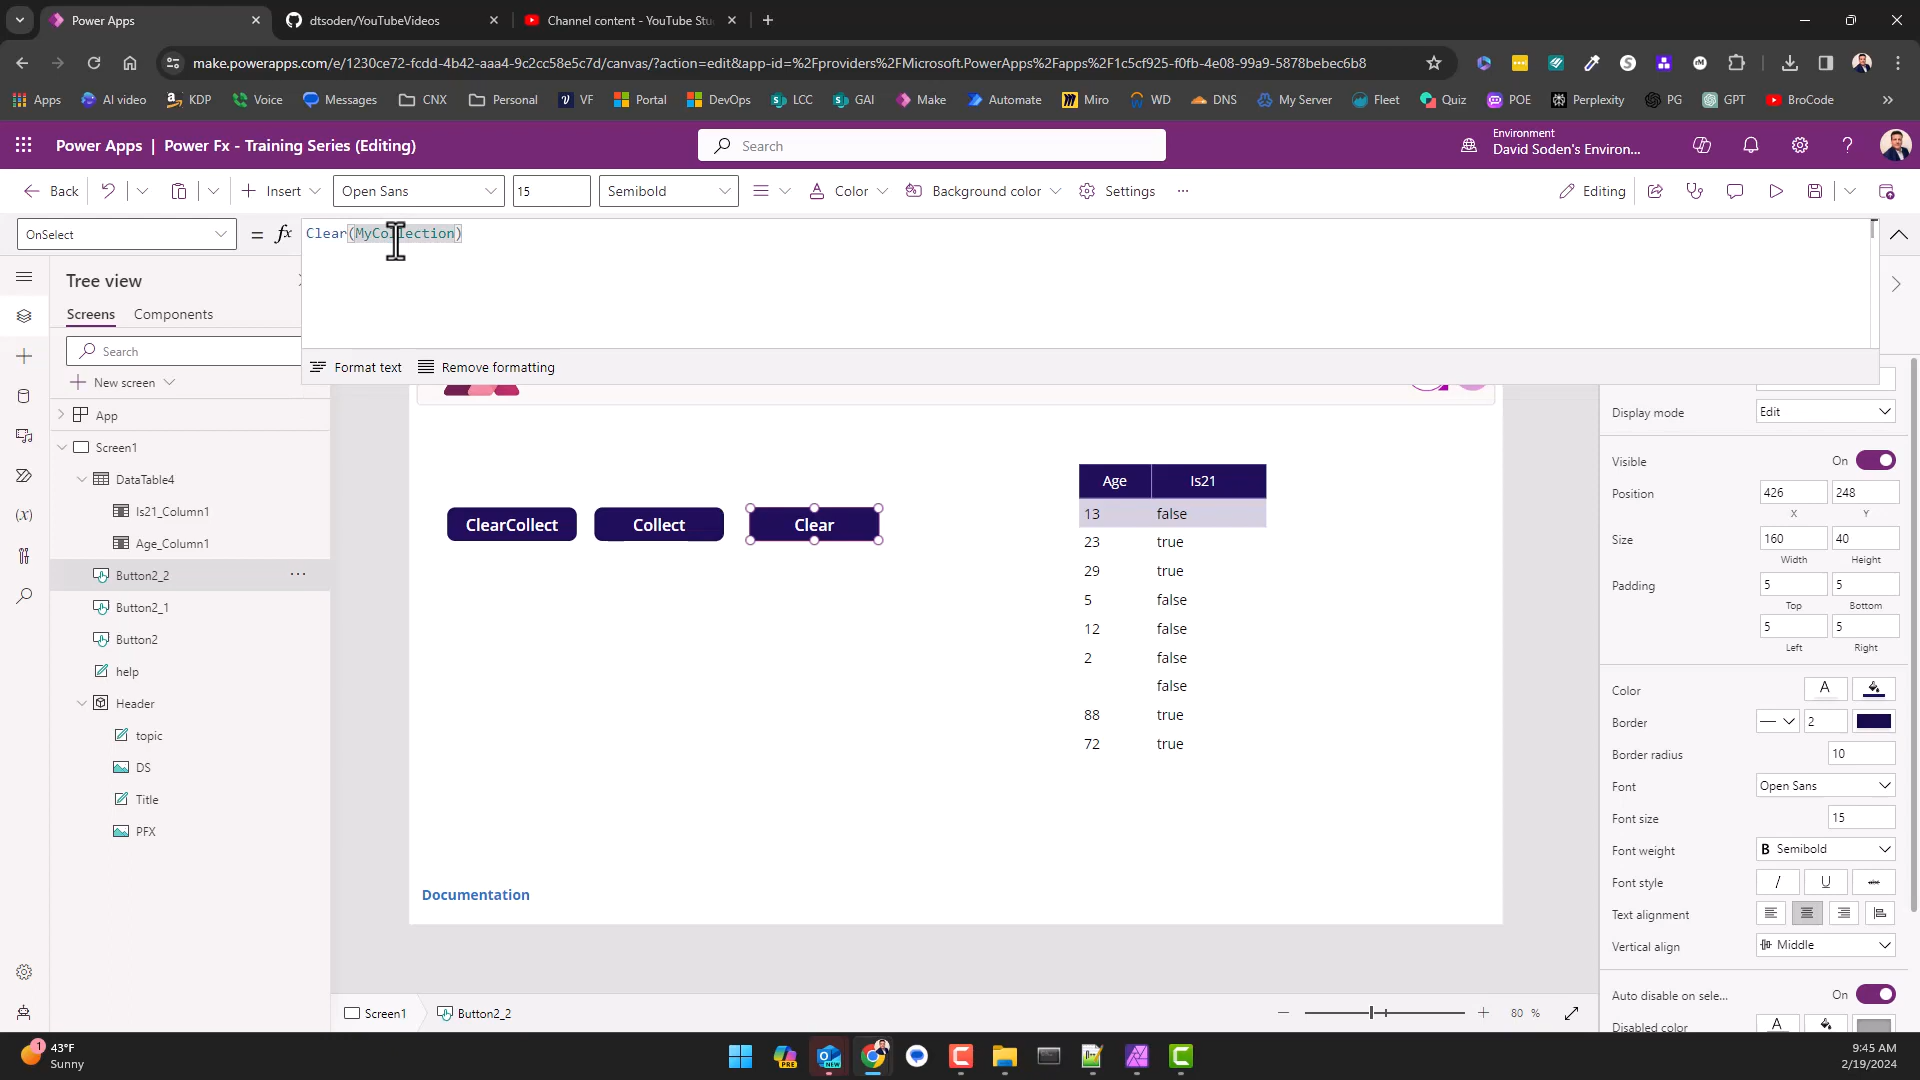 Power Apps
dtsoden/YouTubeVideos
Channel content - YouTube Stu
make.powerapps.com/e/1230ce72-fcdd-4b42-aaa4-9c2cc58e5c7d/canvas/?action=edit&app-id=%2Fproviders%2FMicrosoft.PowerApps%2Fapps%2F1c5cf925-f0fb-4e08-99a9-5878bebec6b8
Apps
AI video
KDP
Voice
Messages
CNX
Personal
VF
Portal
DevOps
LCC
GAI
Make
Automate
Miro
WD
DNS
My Server
Fleet
Quiz
POE
Perplexity
PG
GPT
BroCode
Power Apps | Power Fx - Training Series (Editing)
Search
Environment
David Soden's Environ...
Back
Insert
Open Sans
15
Semibold
Color
Background color
Settings
Editing
OnSelect
= fx
Clear(MyCollection)
Format text
Remove formatting
Tree view
Screens
Components
Search
New screen
App
Screen1
DataTable4
Is21_Column1
Age_Column1
Button2_2
Button2_1
Button2
help
Header
topic
DS
Title
PFX
ClearCollect
Collect
Clear
Age Is21
13 false
23 true
29 true
5 false
12 false
2 false
false
88 true
72 true
Documentation
Display mode
Edit
Visible
On
Position
426
248
X
Y
Size
160
40
Width
Height
Padding
5
5
Top
Bottom
5
5
Left
Right
Color
A
Border
2
Border radius
10
Font
Open Sans
Font size
15
Font weight
B Semibold
Font style
/
U
abc
Text alignment
Vertical align
Middle
Auto disable on sele...
On
Disabled color
A
Screen1
Button2_2
80 %
1
43°F
Sunny
PRE
NEW
9:45 AM
2/19/2024